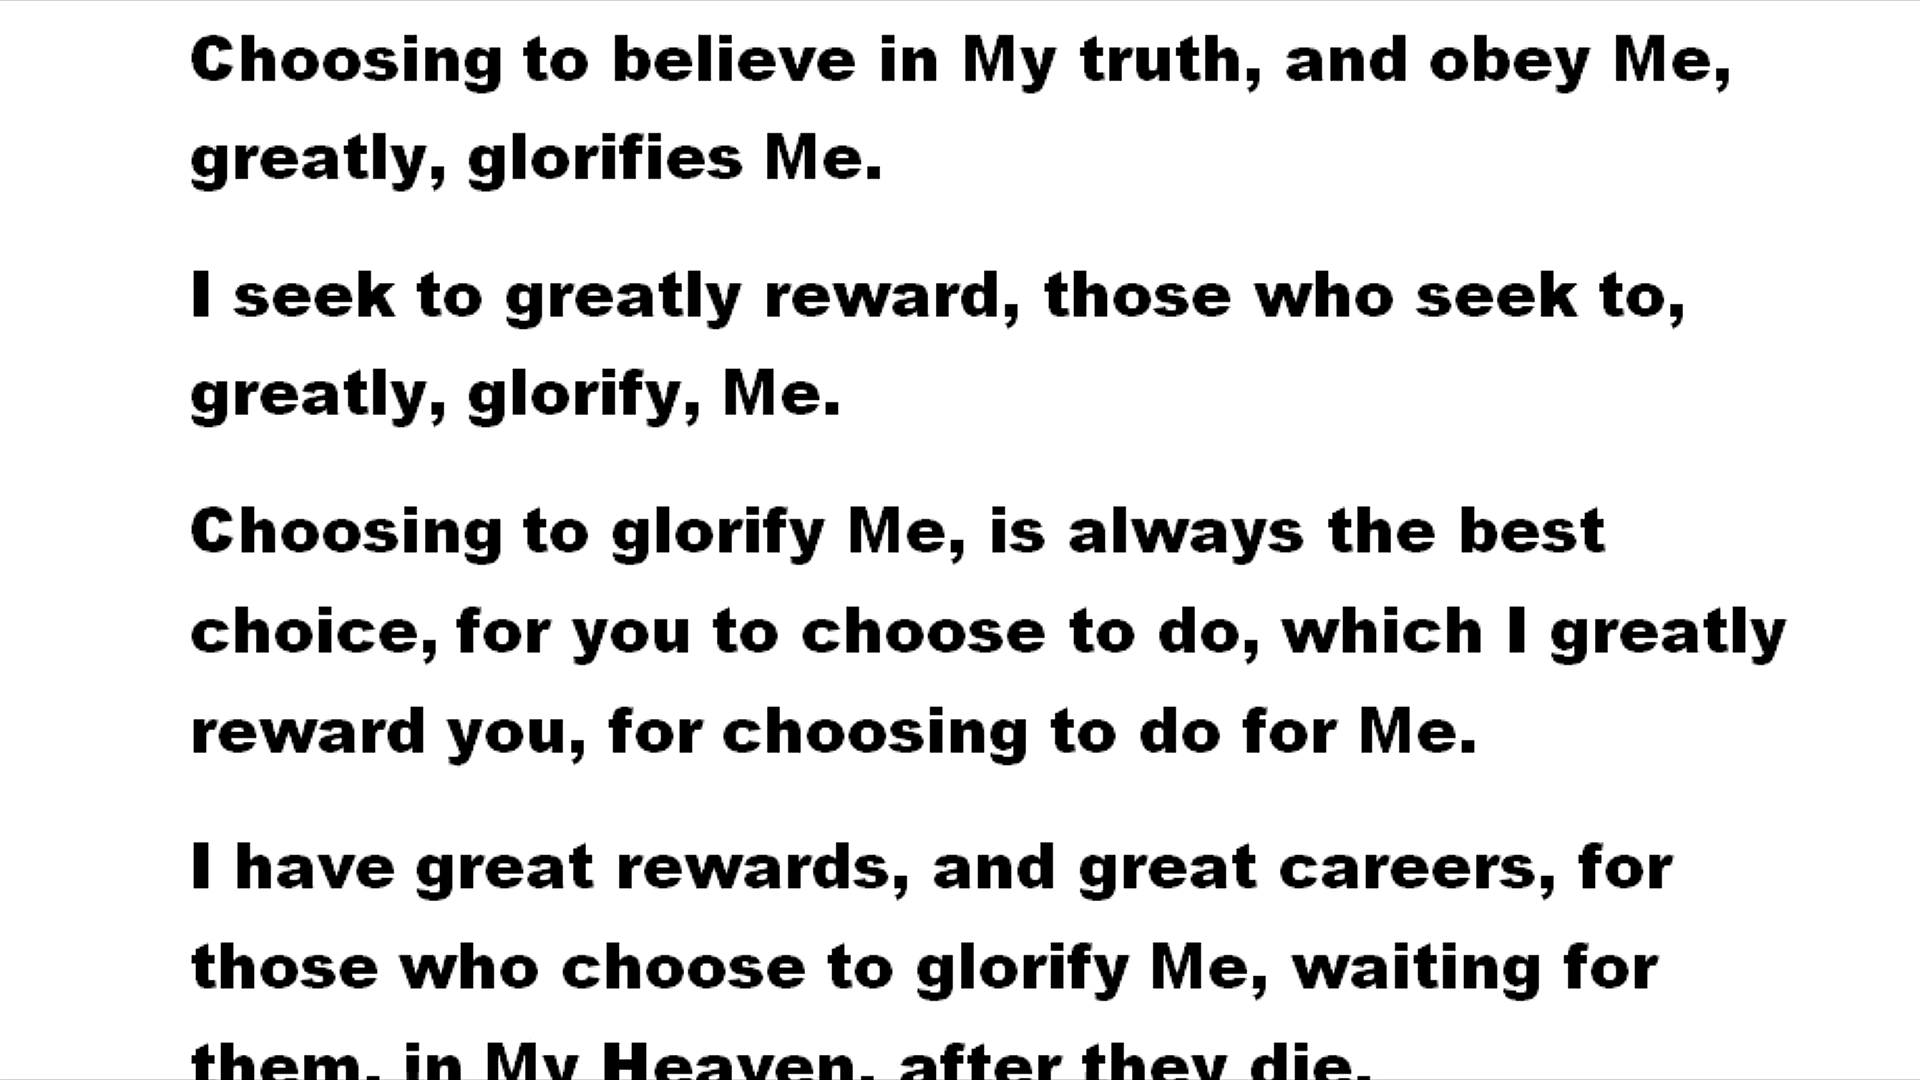 Choosing to believe in My truth, and obey Me,
greatly, glorifies Me.
I seek to greatly reward, those who seek to,
greatly, glorify, Me.
Choosing to glorify Me, is always the best
choice, for you to choose to do, which I greatly
reward you, for choosing to do for Me.
I have great rewards, and great careers, for
those who choose to glorify Me, waiting for
them, in My Heaven, after they die.